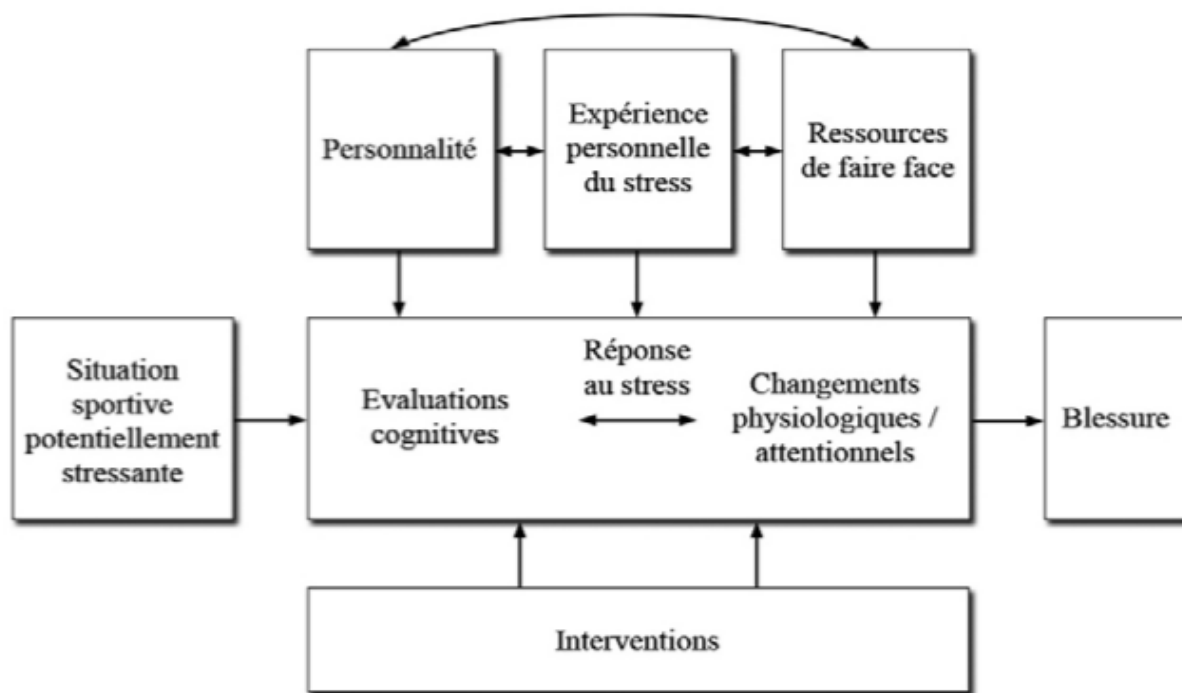 Personnalité
Expérience
personnelle
du stress
Ressources
de faire face
Situation
sportive
potentiellement
stressante
Réponse
au stress
Evaluations
cognitives
Changements
physiologiques /
attentionnels
Blessure
Interventions